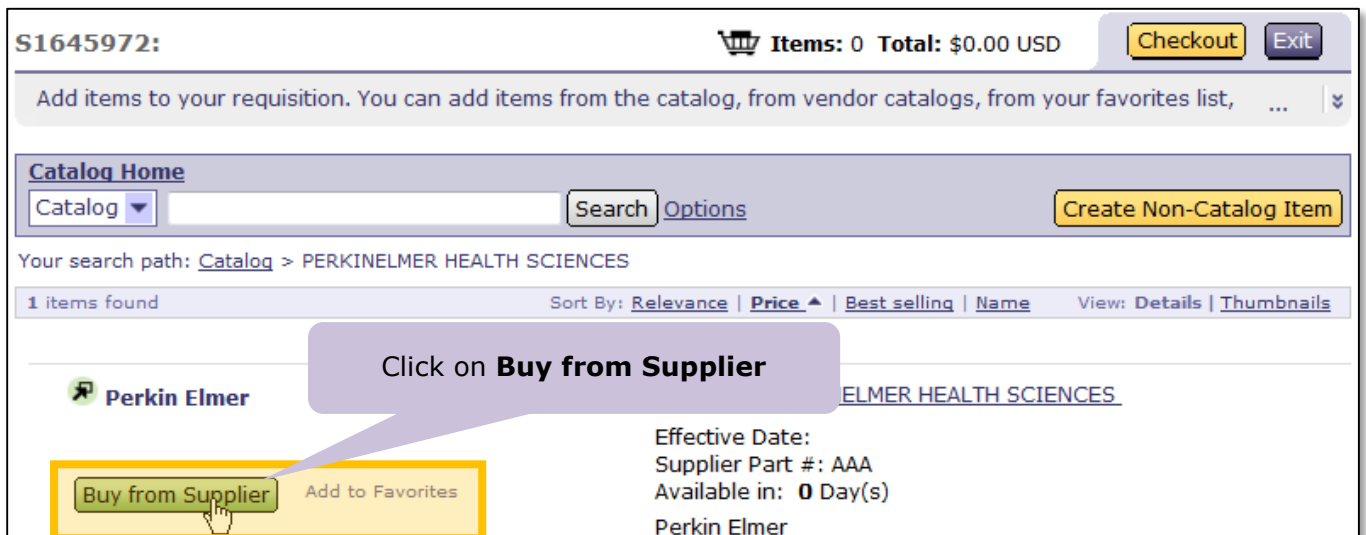 S1645972: Items: 0 Total: $0.00 USD Checkout Exit
Add items to your requisition. You can add items from the catalog, from vendor catalogs, from your favorites list, ...
Catalog Home
Catalog Search Options Create Non-Catalog Item
Your search path: Catalog > PERKINELMER HEALTH SCIENCES
1 items found Sort By: Relevance | Price | Best selling | Name View: Details | Thumbnails
Click on Buy from Supplier
Perkin Elmer ELMER HEALTH SCIENCES
Effective Date:
Supplier Part #: AAA
Buy from Supplier Add to Favorites Available in: 0 Day(s)
Perkin Elmer